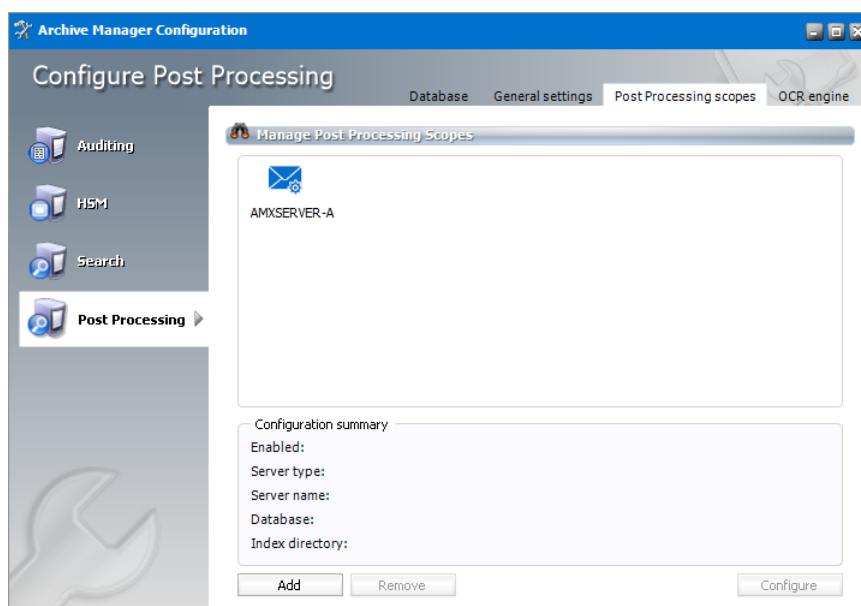 Archive Manager Configuration
Configure Post Processing
Database General settings Post Processing scopes OCR engine
Auditing
HSM
Search
Post Processing
Manage Post Processing Scopes
AMXSERVER-A
Configuration summary
Enabled:
Server type:
Server name:
Database:
Index directory:
Add Remove Configure